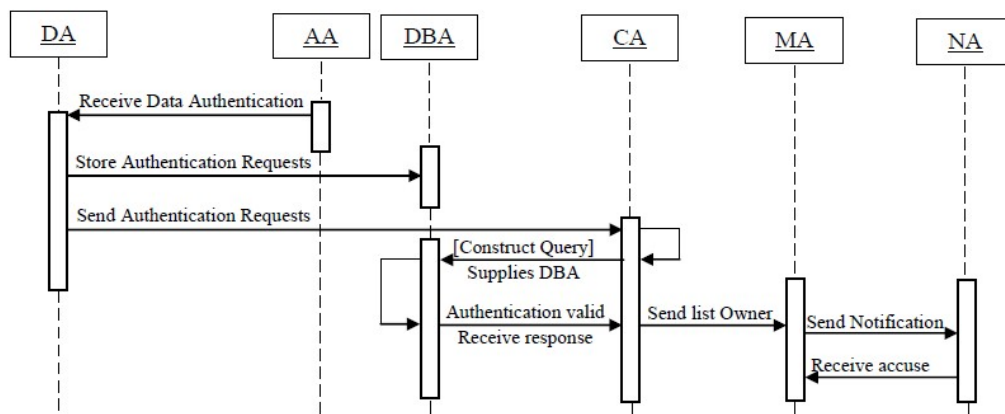 DA
AA
DBA
CA
MA
NA
Receive Data Authentication
Store Authentication Requests
Send Authentication Requests
[Construct Query]
Supplies DBA
Authentication valid
Receive response
Send list Owner
Send Notification
Receive accuse